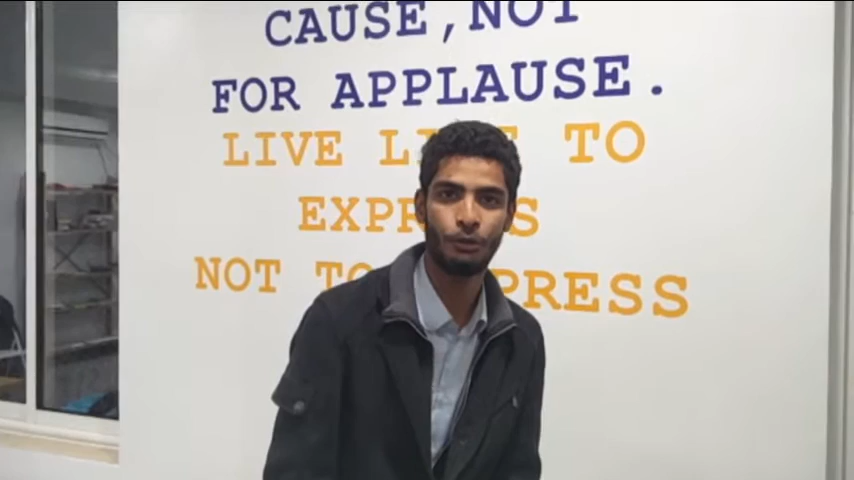 CAUSE, NOT
FOR APPLAUSE.
LIVE LI E TO
EXPR S
NOT TO PRESS